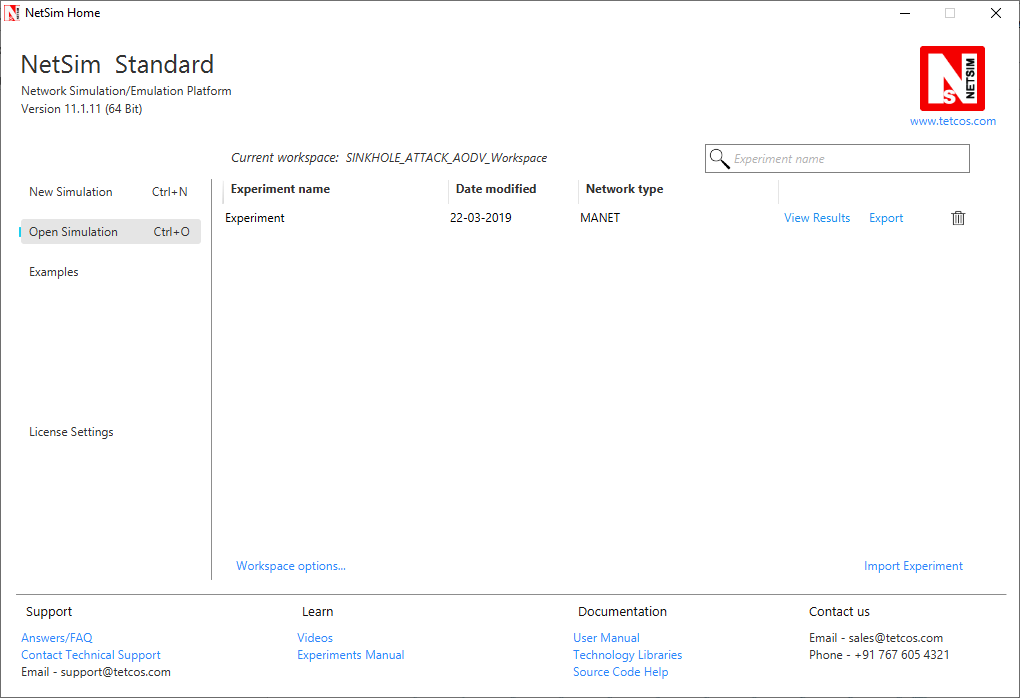 NetSim Home
NetSim Standard
Network Simulation/Emulation Platform
Version 11.1.11 (64 Bit)
NS NETSIM
www.tetcos.com
Current workspace: SINKHOLE_ATTACK_AODV_Workspace
Experiment name
New Simulation Ctrl+N
Open Simulation Ctrl+O
Examples
License Settings
Experiment name Date modified Network type
Experiment 22-03-2019 MANET View Results Export
Workspace options... Import Experiment
Support
Answers/FAQ
Contact Technical Support
Email - support@tetcos.com
Learn
Videos
Experiments Manual
Documentation
User Manual
Technology Libraries
Source Code Help
Contact us
Email - sales@tetcos.com
Phone - +91 767 605 4321